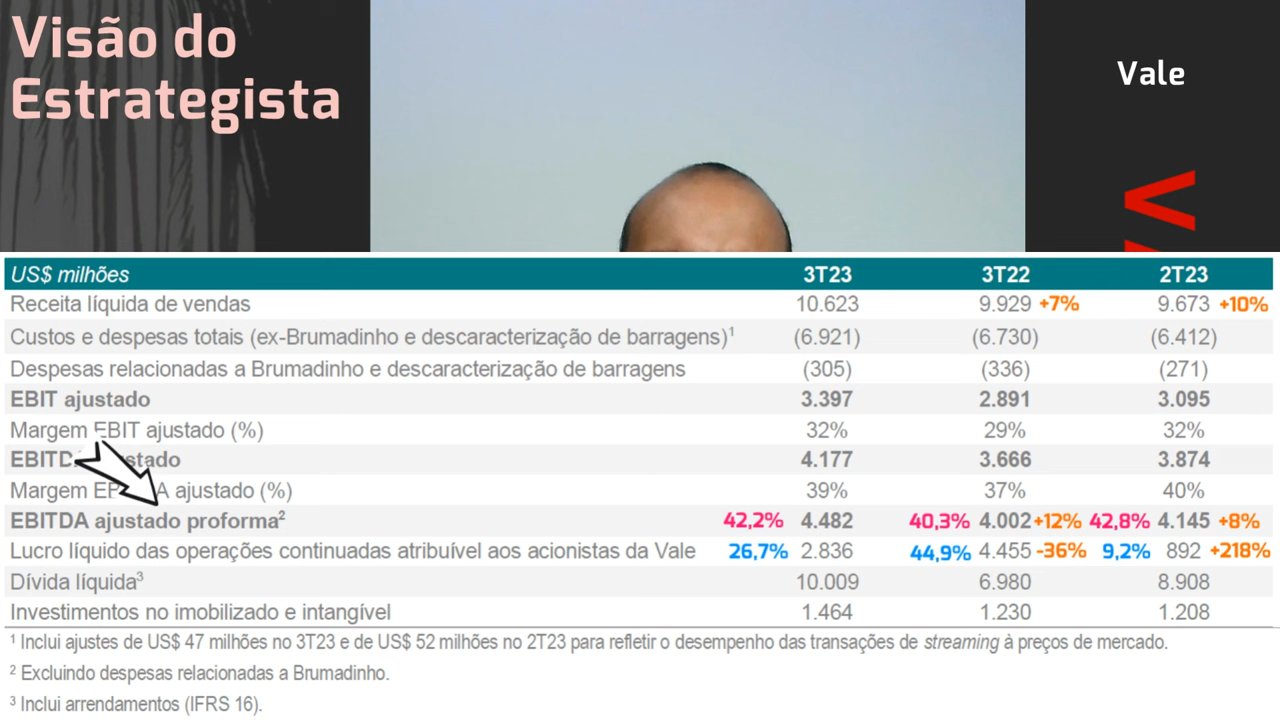 Visão do
Estrategista
Vale
US$ milhões 3T23 3T22 2T23
Receita líquida de vendas 10.623 9.929 +7% 9.673 +10%
Custos e despesas totais (ex-Brumadinho e descaracterização de barragens)¹ (6.921) (6.730) (6.412)
Despesas relacionadas a Brumadinho e descaracterização de barragens (305) (336) (271)
EBIT ajustado 3.397 2.891 3.095
Margem EBIT ajustado (%) 32% 29% 32%
4.177 3.666 3.874
Margem ajustado (%) 39% 37% 40%
EBITDA ajustado proforma² 42,2% 4.482 40,3% 4.002 +12% 42,8% 4.145 +8%
Lucro líquido das operações continuadas atribuível aos acionistas da Vale 26,7% 2.836 44,9% 4.455 -36% 9,2% 892 +218%
Dívida líquida³ 10.009 6.980 8.908
Investimentos no imobilizado e intangível 1.464 1.230 1.208
¹ Inclui ajustes de US$ 47 milhões no 3T23 e de US$ 52 milhões no 2T23 para refletir o desempenho das transações de streaming à preços de mercado.
² Excluindo despesas relacionadas a Brumadinho.
³ Inclui arrendamentos (IFRS 16).